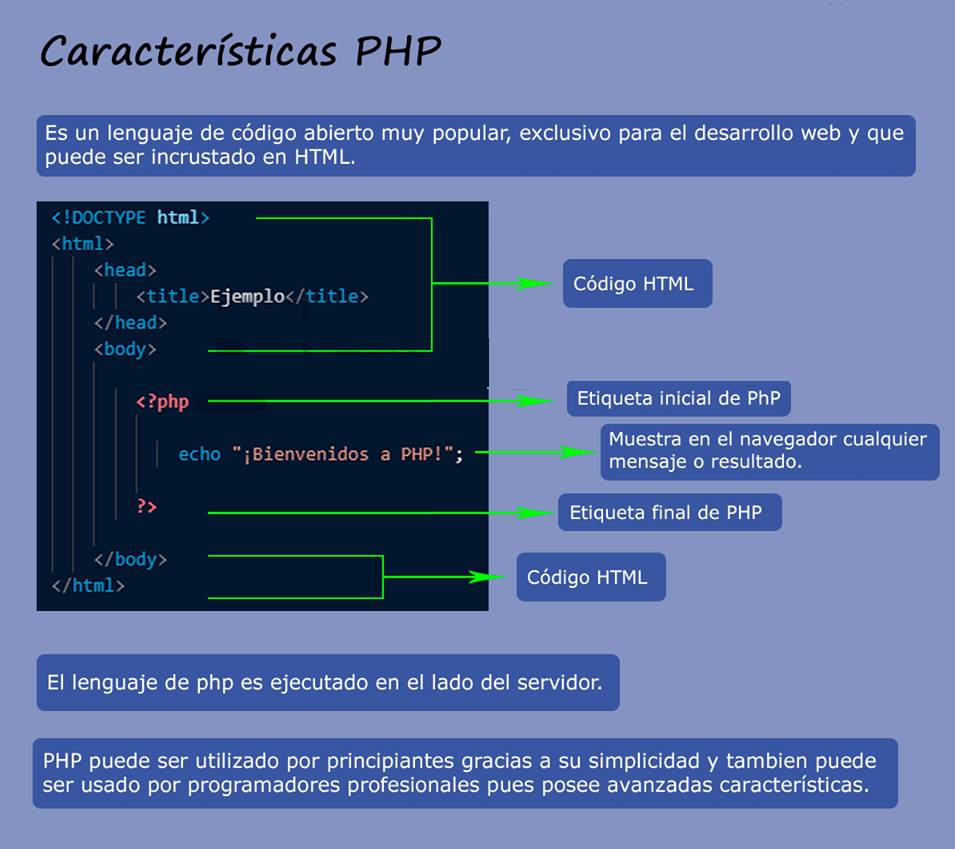 Características PHP
Es un lenguaje de código abierto muy popular, exclusivo para el desarrollo web y que
puede ser incrustado en HTML.
<!DOCTYPE html>
<html>
<head>
<title>Ejemplo</title>
</head>
<body>
Código HTML
<?php
Etiqueta inicial de PhP
echo "¡Bienvenidos a PHP!";
Muestra en el navegador cualquier
mensaje o resultado.
?>
Etiqueta final de PHP
</body>
</html>
Código HTML
El lenguaje de php es ejecutado en el lado del servidor.
PHP puede ser utilizado por principiantes gracias a su simplicidad y tambien puede
ser usado por programadores profesionales pues posee avanzadas características.